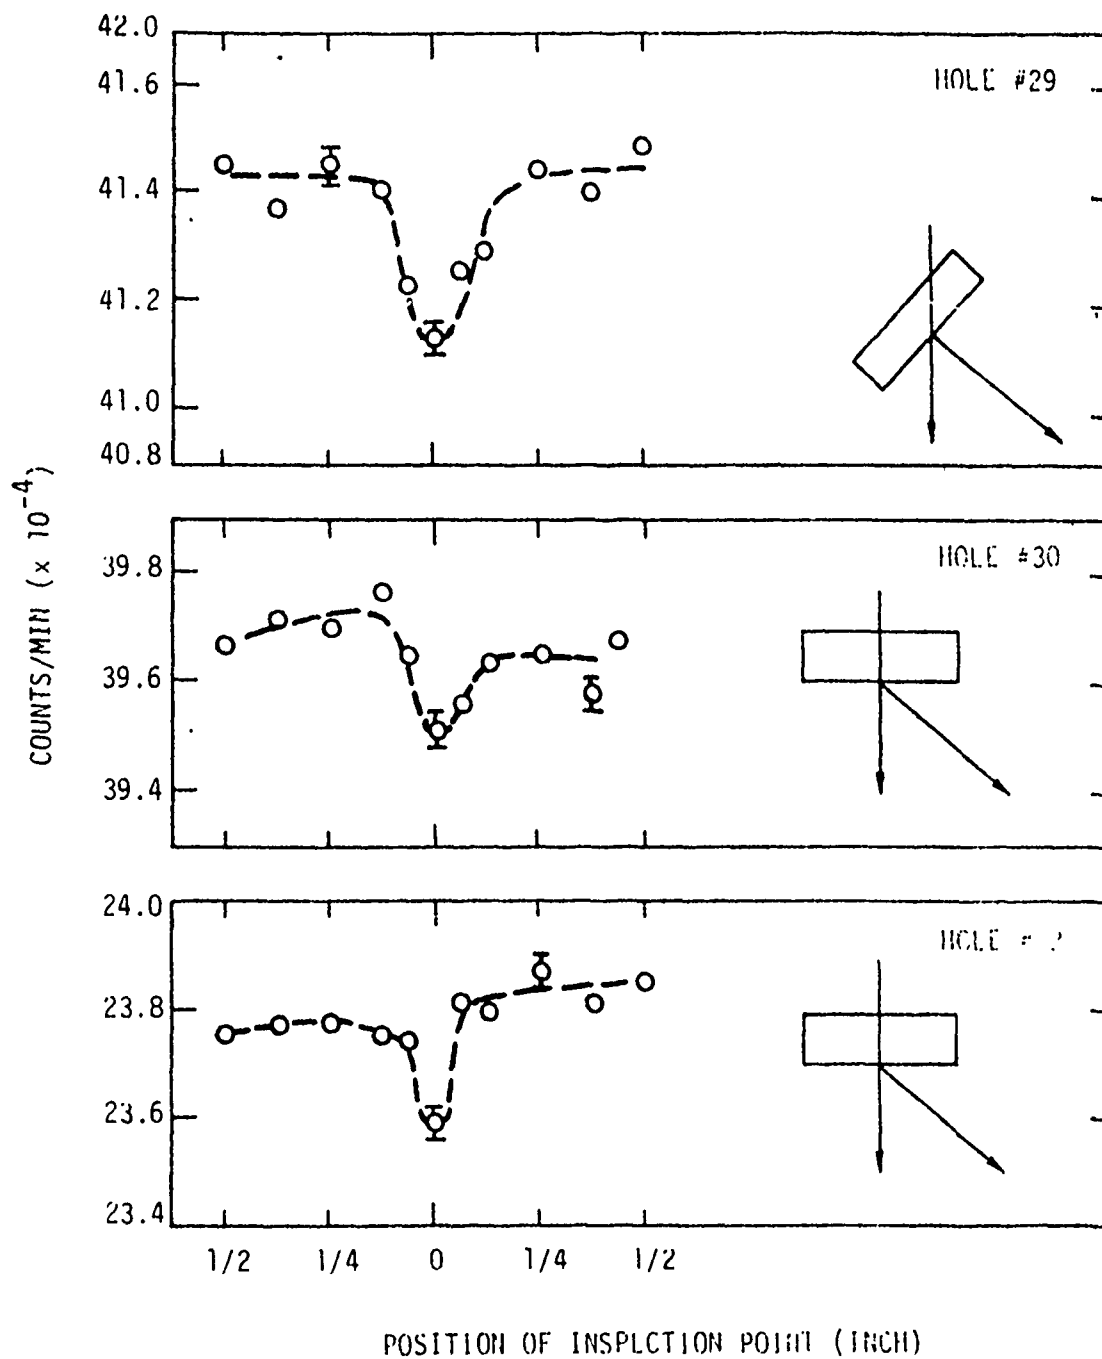 42.0
41.6
HOLE #29
41.4
41.2
41.0
40.8
COUNTS/MIN (x 10-4)
HOLE #30
39.8
39.6
39.4
24.0
HOLE #
23.8
23.6
23.4
1/2 1/4 0 1/4 1/2
POSITION OF INSPLCTION POINT (INCH)